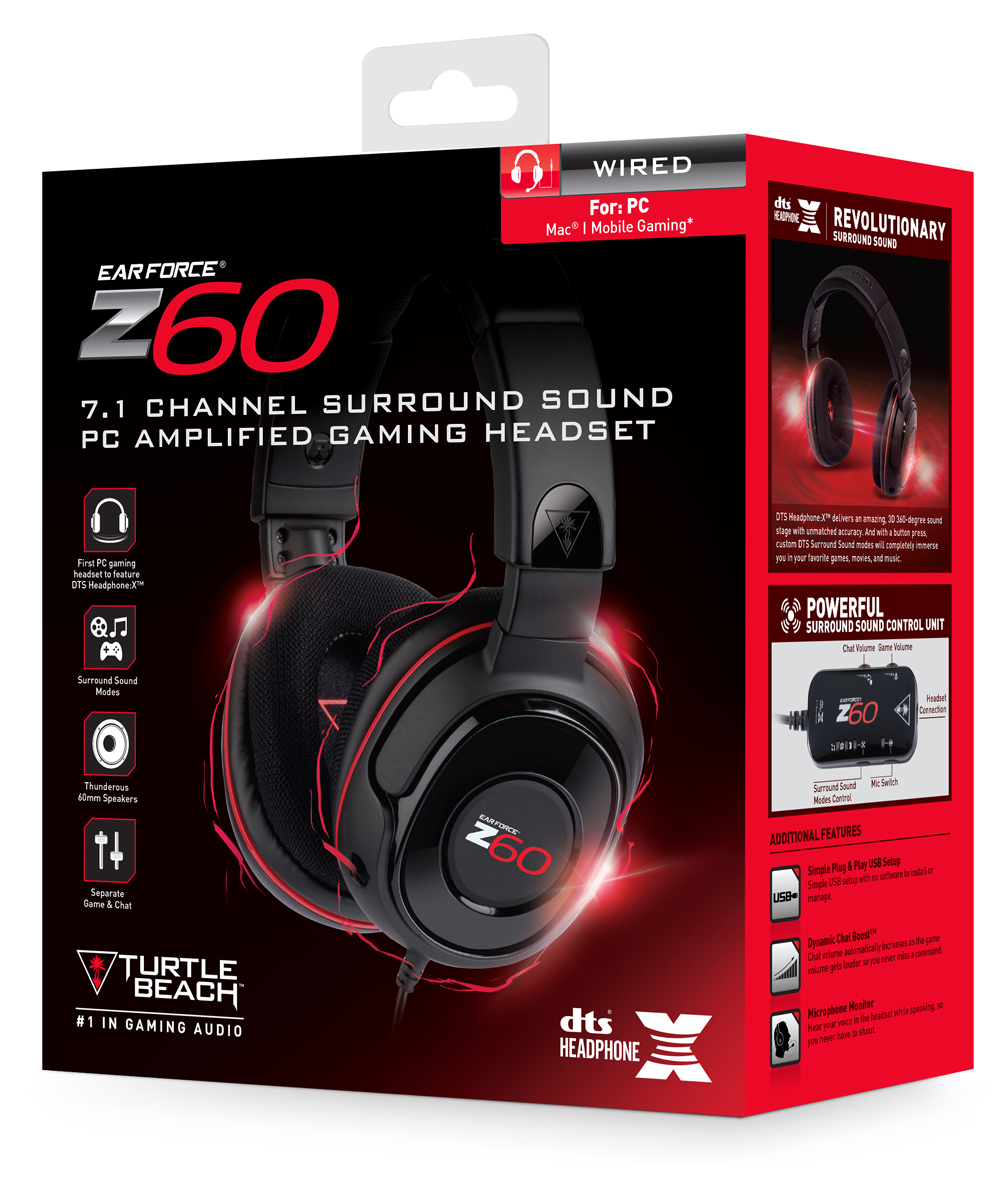 WIRED
For: PC
Mac® | Mobile Gaming*
EAR FORCE®
Z60
7.1 CHANNEL SURROUND SOUND
PC AMPLIFIED GAMING HEADSET
First PC gaming
headset to feature
DTS Headphone:X™
Surround Sound
Modes
Thunderous
60mm Speakers
Separate
Game & Chat
EAR FORCE®
Z60
TURTLE
BEACH™
#1 IN GAMING AUDIO
dts®
HEADPHONE X
dts®
HEADPHONE X
REVOLUTIONARY
SURROUND SOUND
DTS Headphone:X™ delivers an amazing, 3D 360-degree sound
stage with unmatched accuracy. And with a button press,
custom DTS Surround Sound modes will completely immerse
you in your favorite games, movies, and music.
POWERFUL
SURROUND SOUND CONTROL UNIT
Chat Volume Game Volume
Headset
Connection
EAR FORCE®
Z60
Surround Sound
Modes Control
Mic Switch
ADDITIONAL FEATURES
USB
Simple Plug & Play USB Setup
Simple USB setup with no software to install or
manage.
Dynamic Chat Boost™
Chat volume automatically increases as the game
volume gets louder so you never miss a command.
Microphone Monitor
Hear your voice in the headset while speaking, so
you never have to shout.